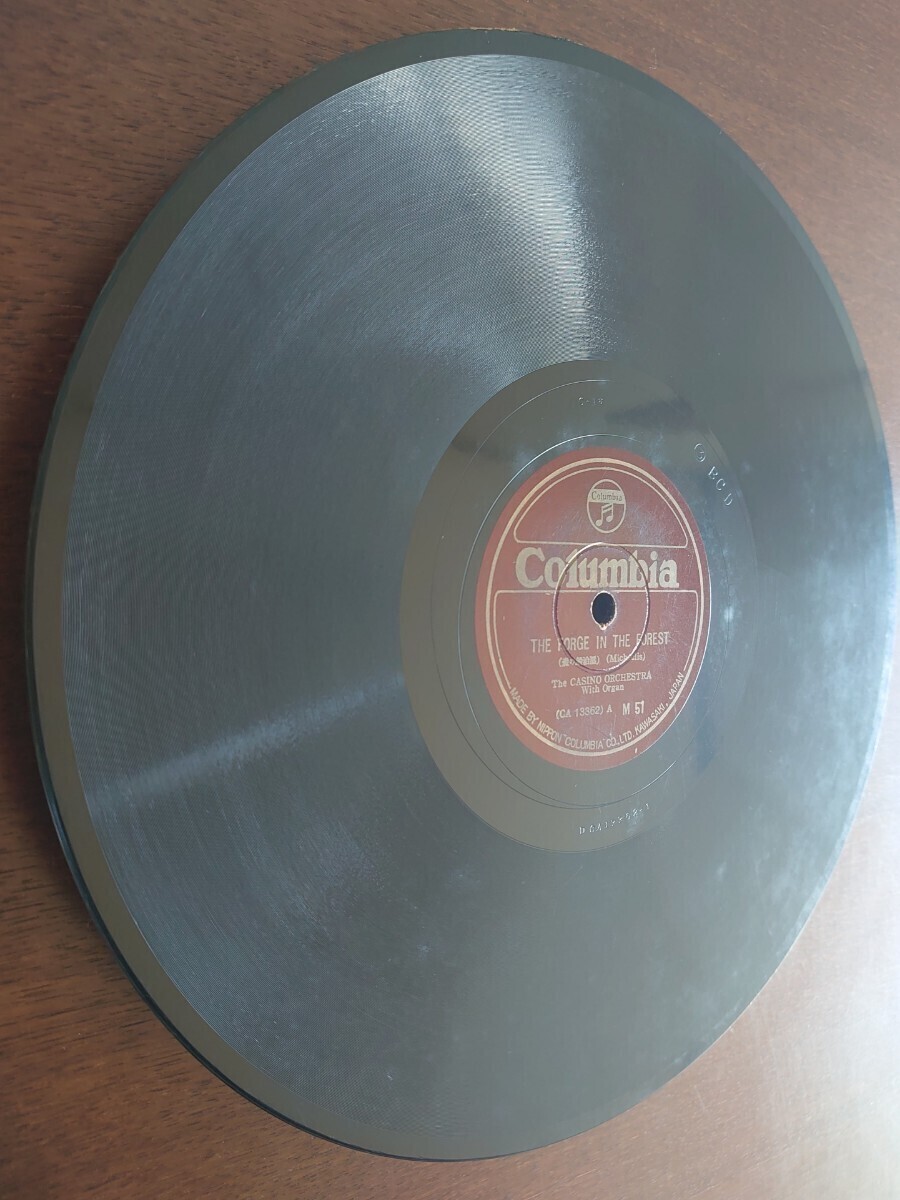 Columbia
Columbia
THE FORGE IN THE FOREST
(Michaelis)
The CASINO ORCHESTRA
With Organ
(CA 13362) A M 57
MADE BY NIPPON "COLUMBIA" CO., LTD. KAWASAKI, JAPAN